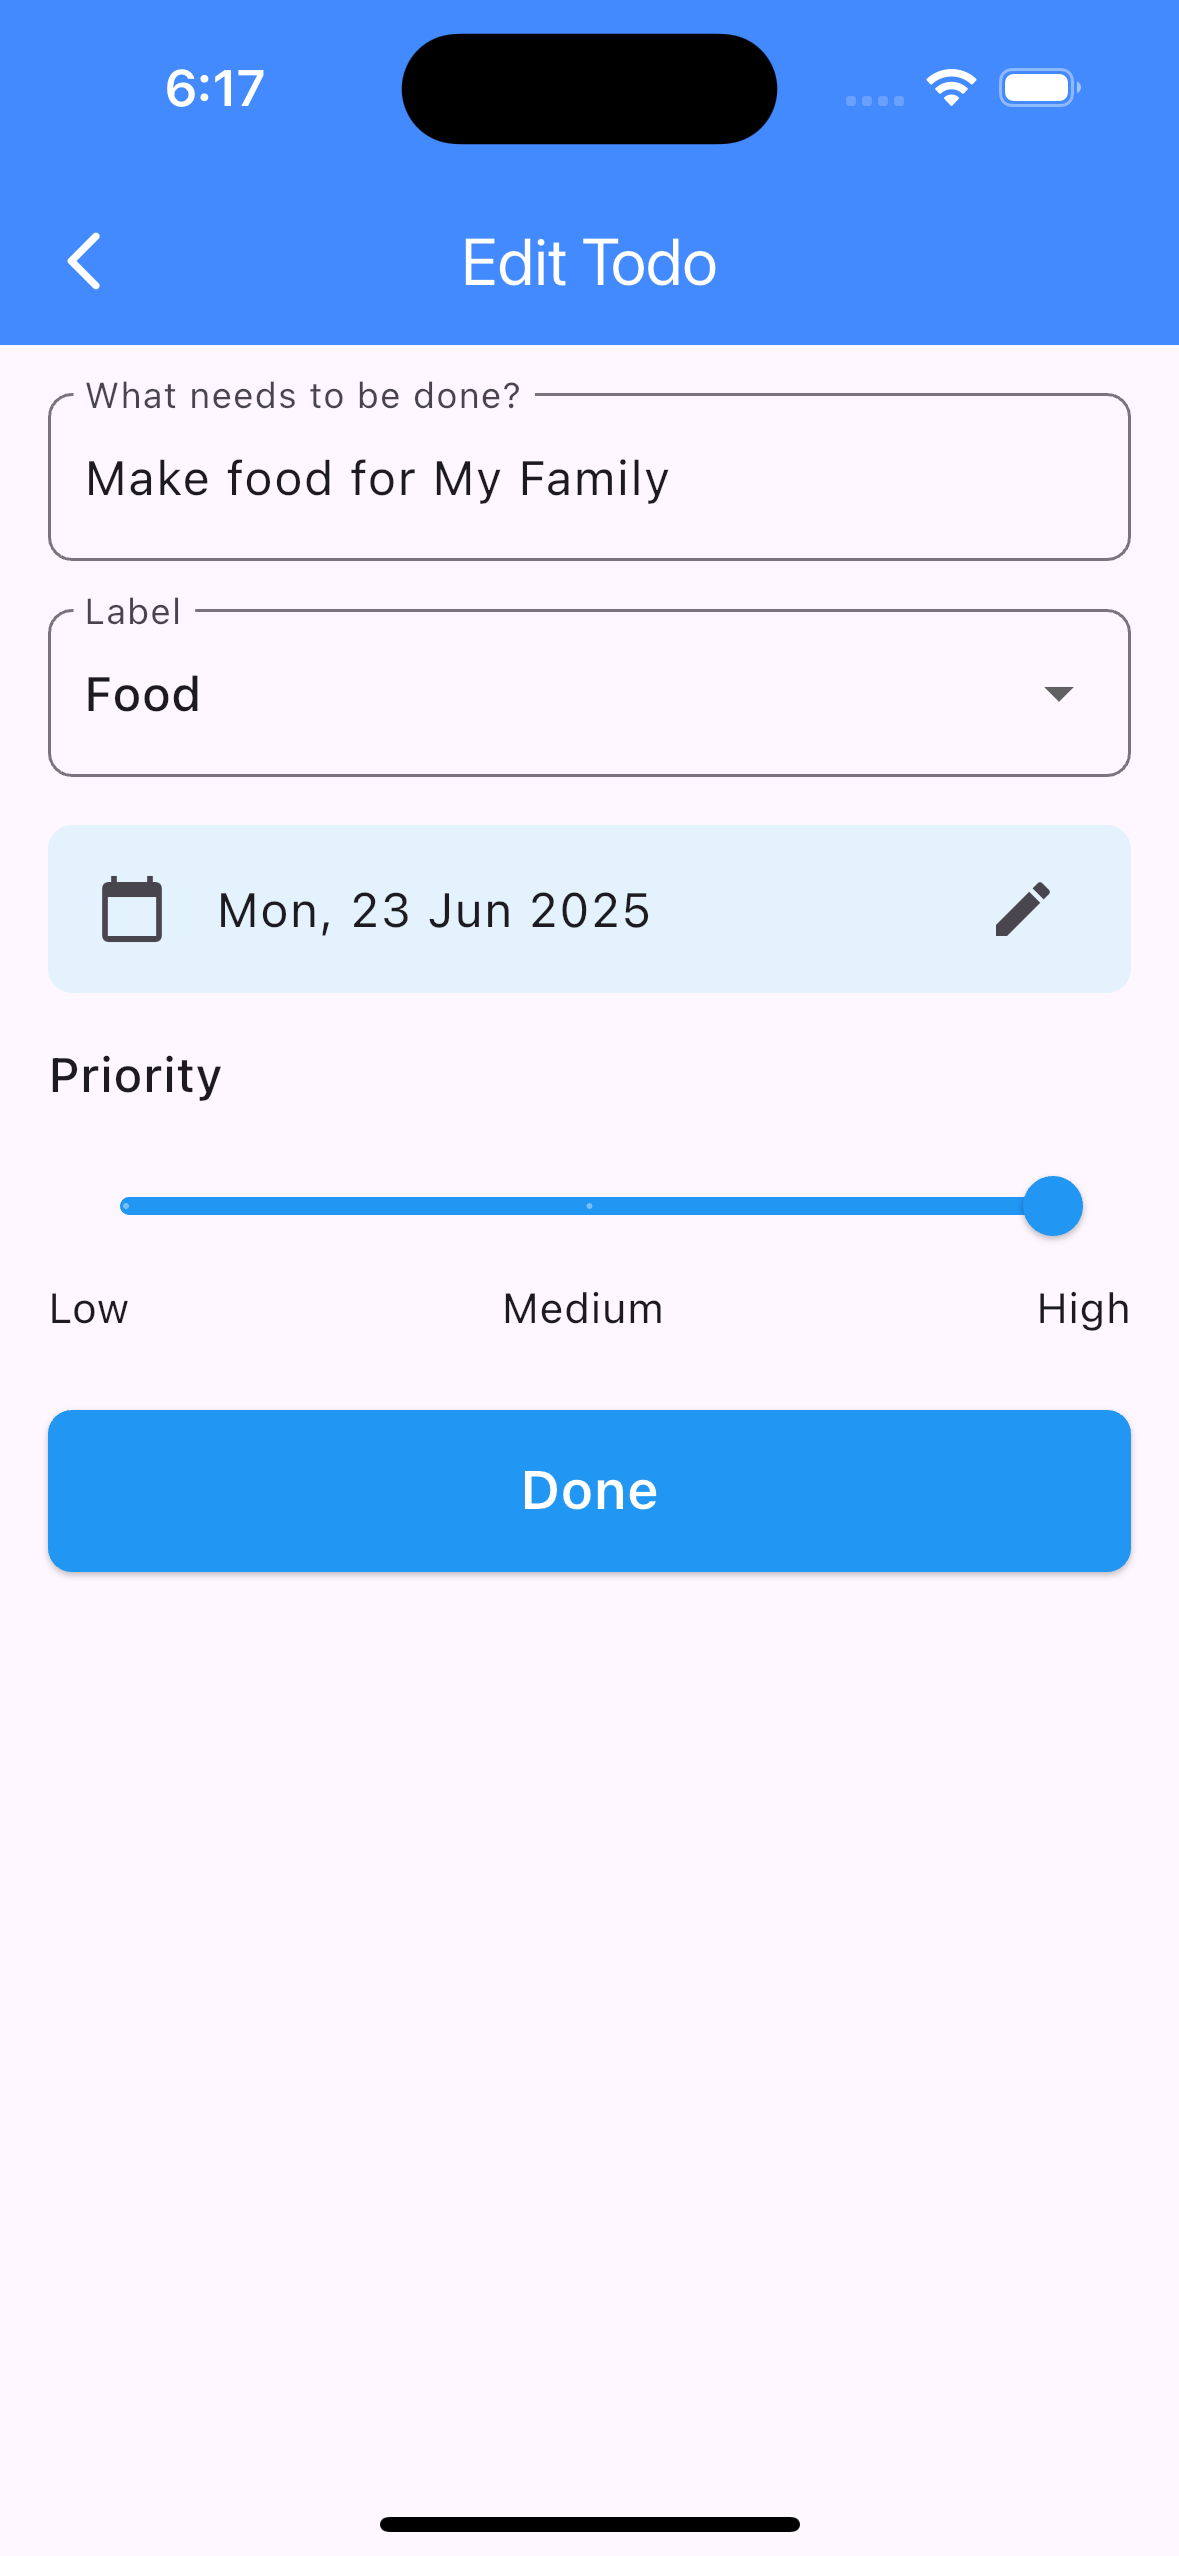 6:17
Edit Todo
What needs to be done?
Make food for My Family
Label
Food
Mon, 23 Jun 2025
Priority
Low Medium High
Done